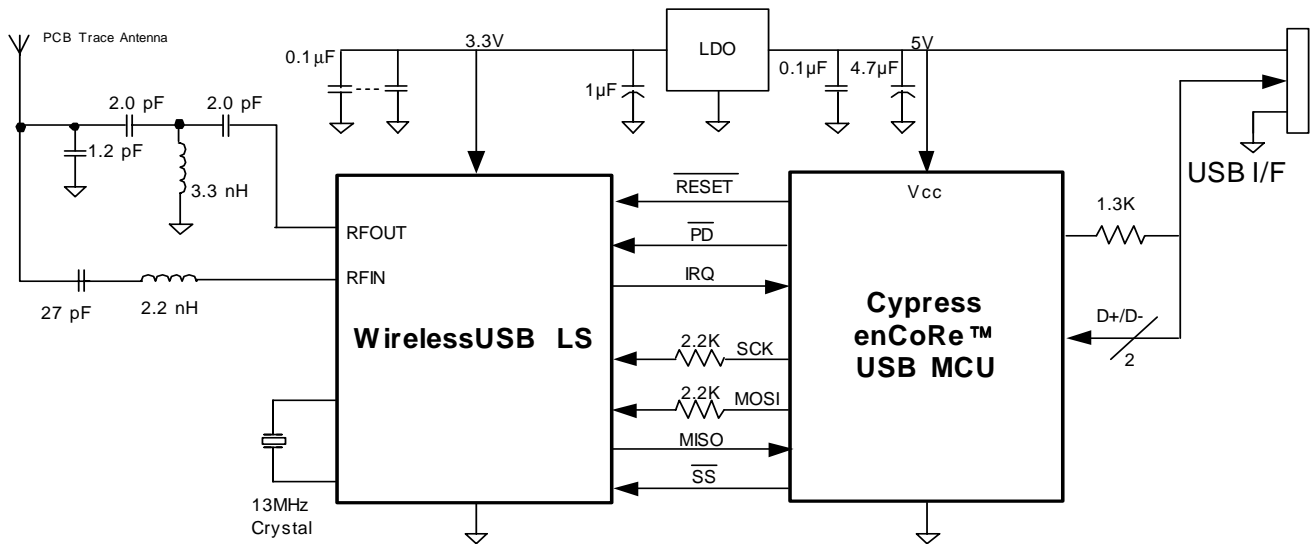 PCB Trace Antenna
0.1µF
3.3V
LDO
5V
1µF
0.1µF
4.7µF
2.0 pF
2.0 pF
1.2 pF
3.3 nH
USB I/F
RESET
Vcc
1.3K
RFOUT
PD
RFIN
IRQ
27 pF
2.2 nH
WirelessUSB LS
Cypress
enCoRe™
USB MCU
D+/D-
2
2.2K
SCK
2.2K
MOSI
MISO
SS
13MHz
Crystal